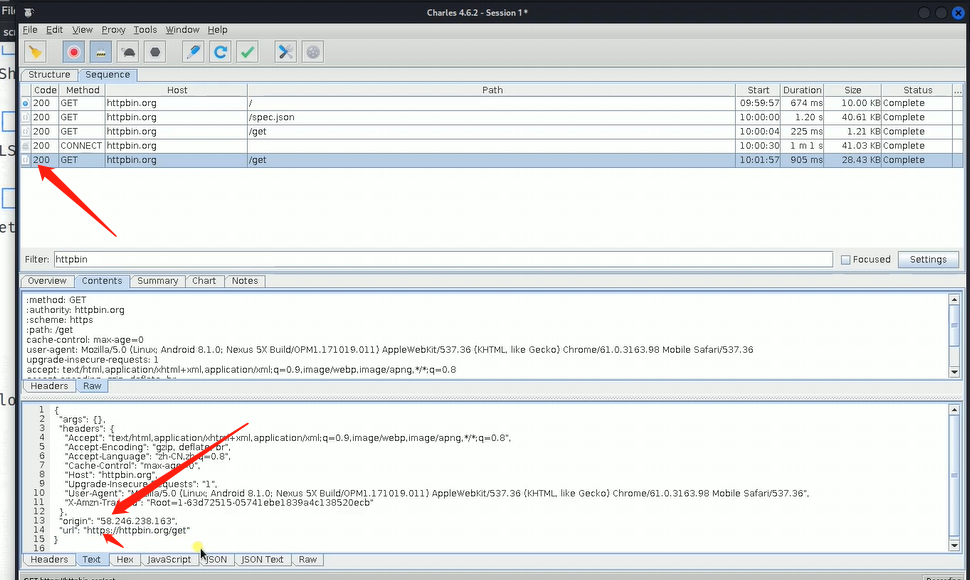 Charles 4.6.2 - Session 1*
File Edit View Proxy Tools Window Help
Structure Sequence
Code Method Host Path Start Duration Size Status ...
200 GET httpbin.org / 09:59:57 674 ms 10.00 KB Complete
200 GET httpbin.org /spec.json 10:00:00 1.20 s 40.61 KB Complete
200 GET httpbin.org /get 10:00:04 225 ms 1.21 KB Complete
200 CONNECT httpbin.org 10:00:30 1 m 1 s 41.03 KB Complete
200 GET httpbin.org /get 10:01:57 905 ms 28.43 KB Complete
Filter: httpbin Focused Settings
Overview Contents Summary Chart Notes
:method: GET
:authority: httpbin.org
:scheme: https
:path: /get
cache-control: max-age=0
user-agent: Mozilla/5.0 (Linux; Android 8.1.0; Nexus 5X Build/OPM1.171019.011) AppleWebKit/537.36 (KHTML, like Gecko) Chrome/61.0.3163.98 Mobile Safari/537.36
upgrade-insecure-requests: 1
accept: text/html,application/xhtml+xml,application/xml;q=0.9,image/webp,image/apng,*/*;q=0.8
Headers Raw
1 {
2 "args": {},
3 "headers": {
4 "Accept": "text/html,application/xhtml+xml,application/xml;q=0.9,image/webp,image/apng,*/*;q=0.8",
5 "Accept-Encoding": "gzip, deflate, br",
6 "Accept-Language": "zh-CN,zh;q=0.8",
7 "Cache-Control": "max-age=0",
8 "Host": "httpbin.org",
9 "Upgrade-Insecure-Requests": "1",
10 "User-Agent": "Mozilla/5.0 (Linux; Android 8.1.0; Nexus 5X Build/OPM1.171019.011) AppleWebKit/537.36 (KHTML, like Gecko) Chrome/61.0.3163.98 Mobile Safari/537.36",
11 "X-Amzn-Trace-Id": "Root=1-63d72515-05741ebe1839a4c138520ecb"
12 },
13 "origin": "58.246.238.163",
14 "url": "https://httpbin.org/get"
15 }
16
Headers Text Hex JavaScript JSON JSON Text Raw